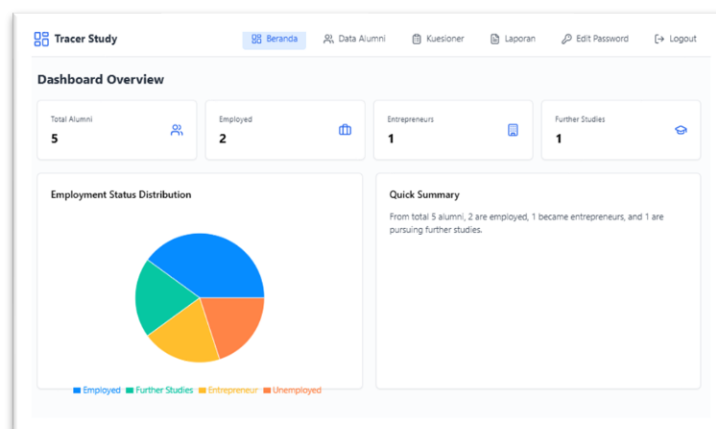 Tracer Study
Beranda
Data Alumni
Kuesioner
Laporan
Edit Password
Logout
Dashboard Overview
Total Alumni
5
Employed
2
Entrepreneurs
1
Further Studies
1
Employment Status Distribution
Employed Further Studies Entrepreneur Unemployed
Quick Summary
From total 5 alumni, 2 are employed, 1 became entrepreneurs, and 1 are
pursuing further studies.